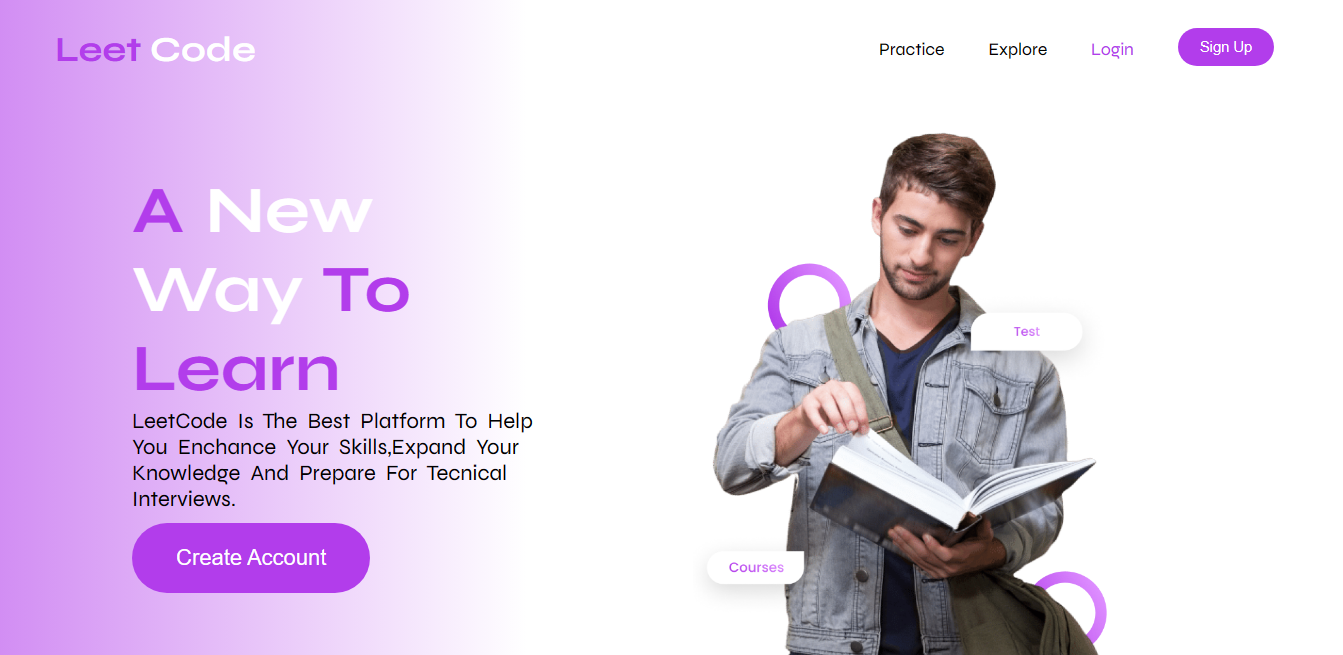 Leet Code
Practice Explore Login Sign Up
A New
Way To
Learn
LeetCode Is The Best Platform To Help
You Enchance Your Skills,Expand Your
Knowledge And Prepare For Tecnical
Interviews.
Create Account
Test
Courses